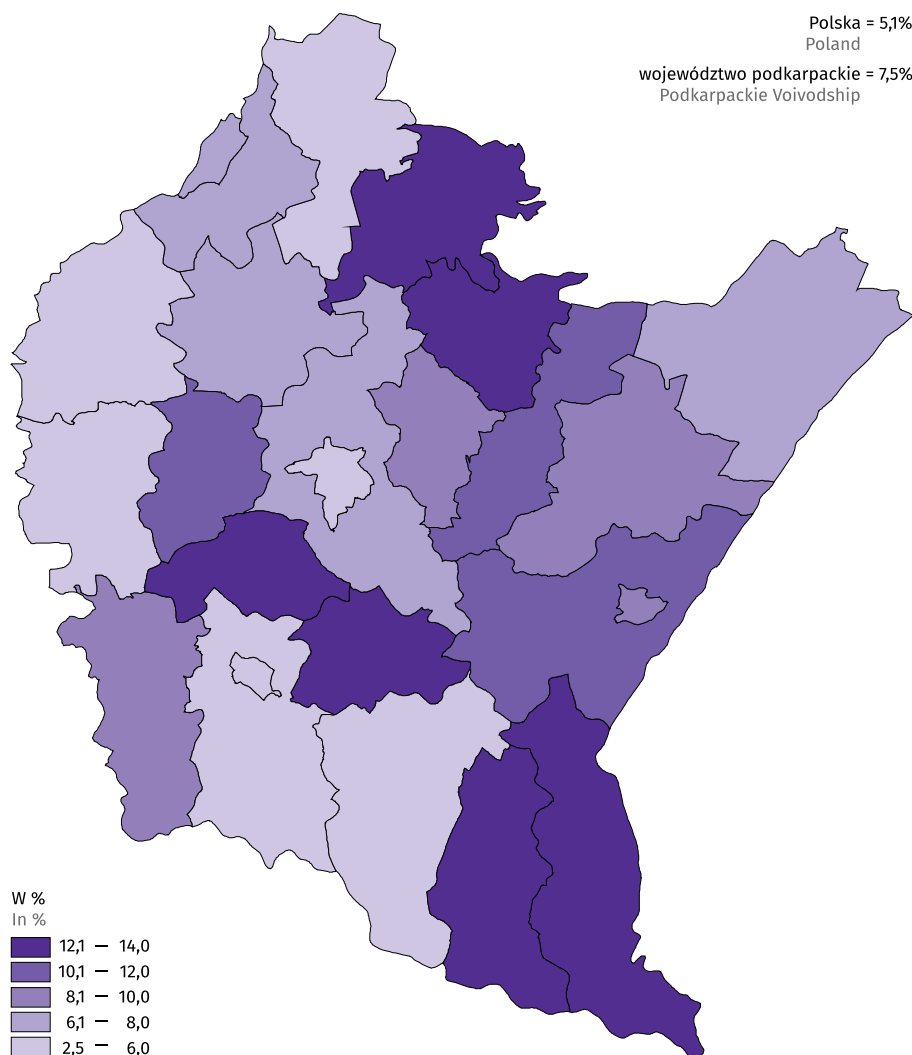 Polska = 5,1%
Poland
województwo podkarpackie = 7,5%
Podkarpackie Voivodship
W %
In %
12,1 – 14,0
10,1 – 12,0
8,1 – 10,0
6,1 – 8,0
2,5 – 6,0